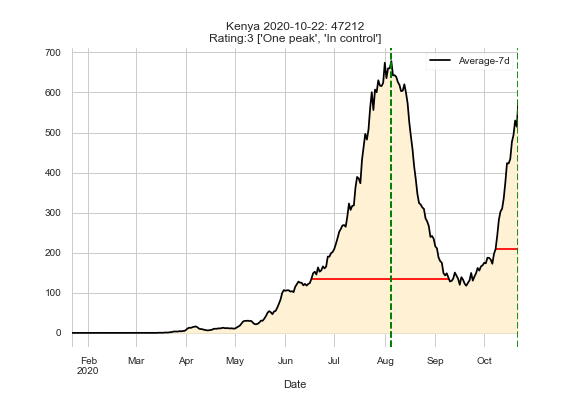 Kenya 2020-10-22: 47212
Rating:3 ['One peak', 'In control']
Average-7d
700
600
500
400
300
200
100
0
Feb
2020
Mar
Apr
May
Jun
Jul
Aug
Sep
Oct
Date